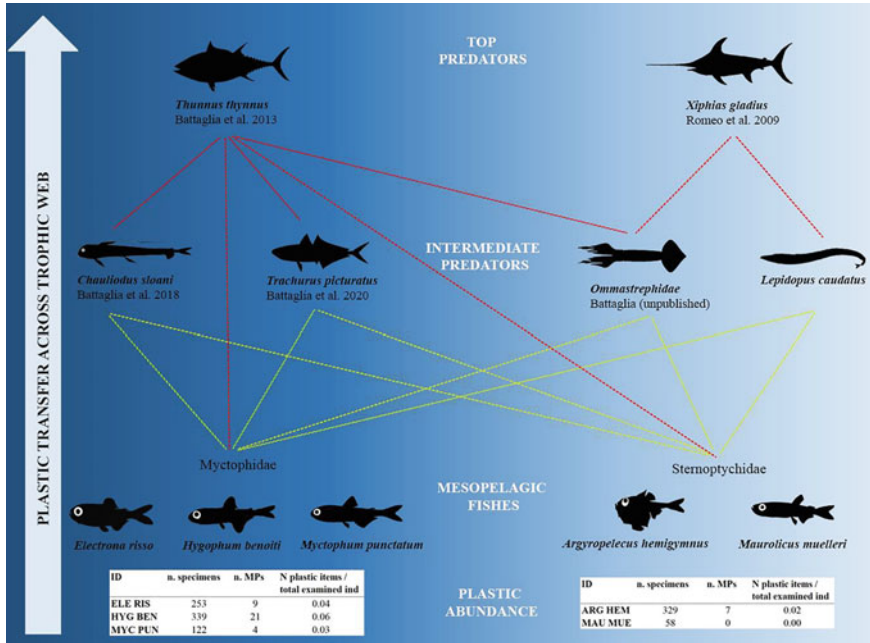 PLASTIC TRANSFER ACROSS TROPHIC WEB
TOP
PREDATORS
Thunnus thynnus
Battaglia et al. 2013
Xiphias gladius
Romeo et al. 2009
INTERMEDIATE
PREDATORS
Chauliodus sloani
Battaglia et al. 2018
Trachurus picturatus
Battaglia et al. 2020
Ommastrephidae
Battaglia (unpublished)
Lepidopus caudatus
Myctophidae
Sternoptychidae
MESOPELAGIC
FISHES
Electrona risso
Hygophum benoiti
Myctophum punctatum
Argyropelecus hemigymnus
Maurolicus muelleri
PLASTIC
ABUNDANCE
ID n. specimens n. MPs N plastic items /
total examined ind
ELE RIS 253 9 0.04
HYG BEN 339 21 0.06
MYC PUN 122 4 0.03
ID n. specimens n. MPs N plastic items /
total examined ind
ARG HEM 329 7 0.02
MAU MUE 58 0 0.00